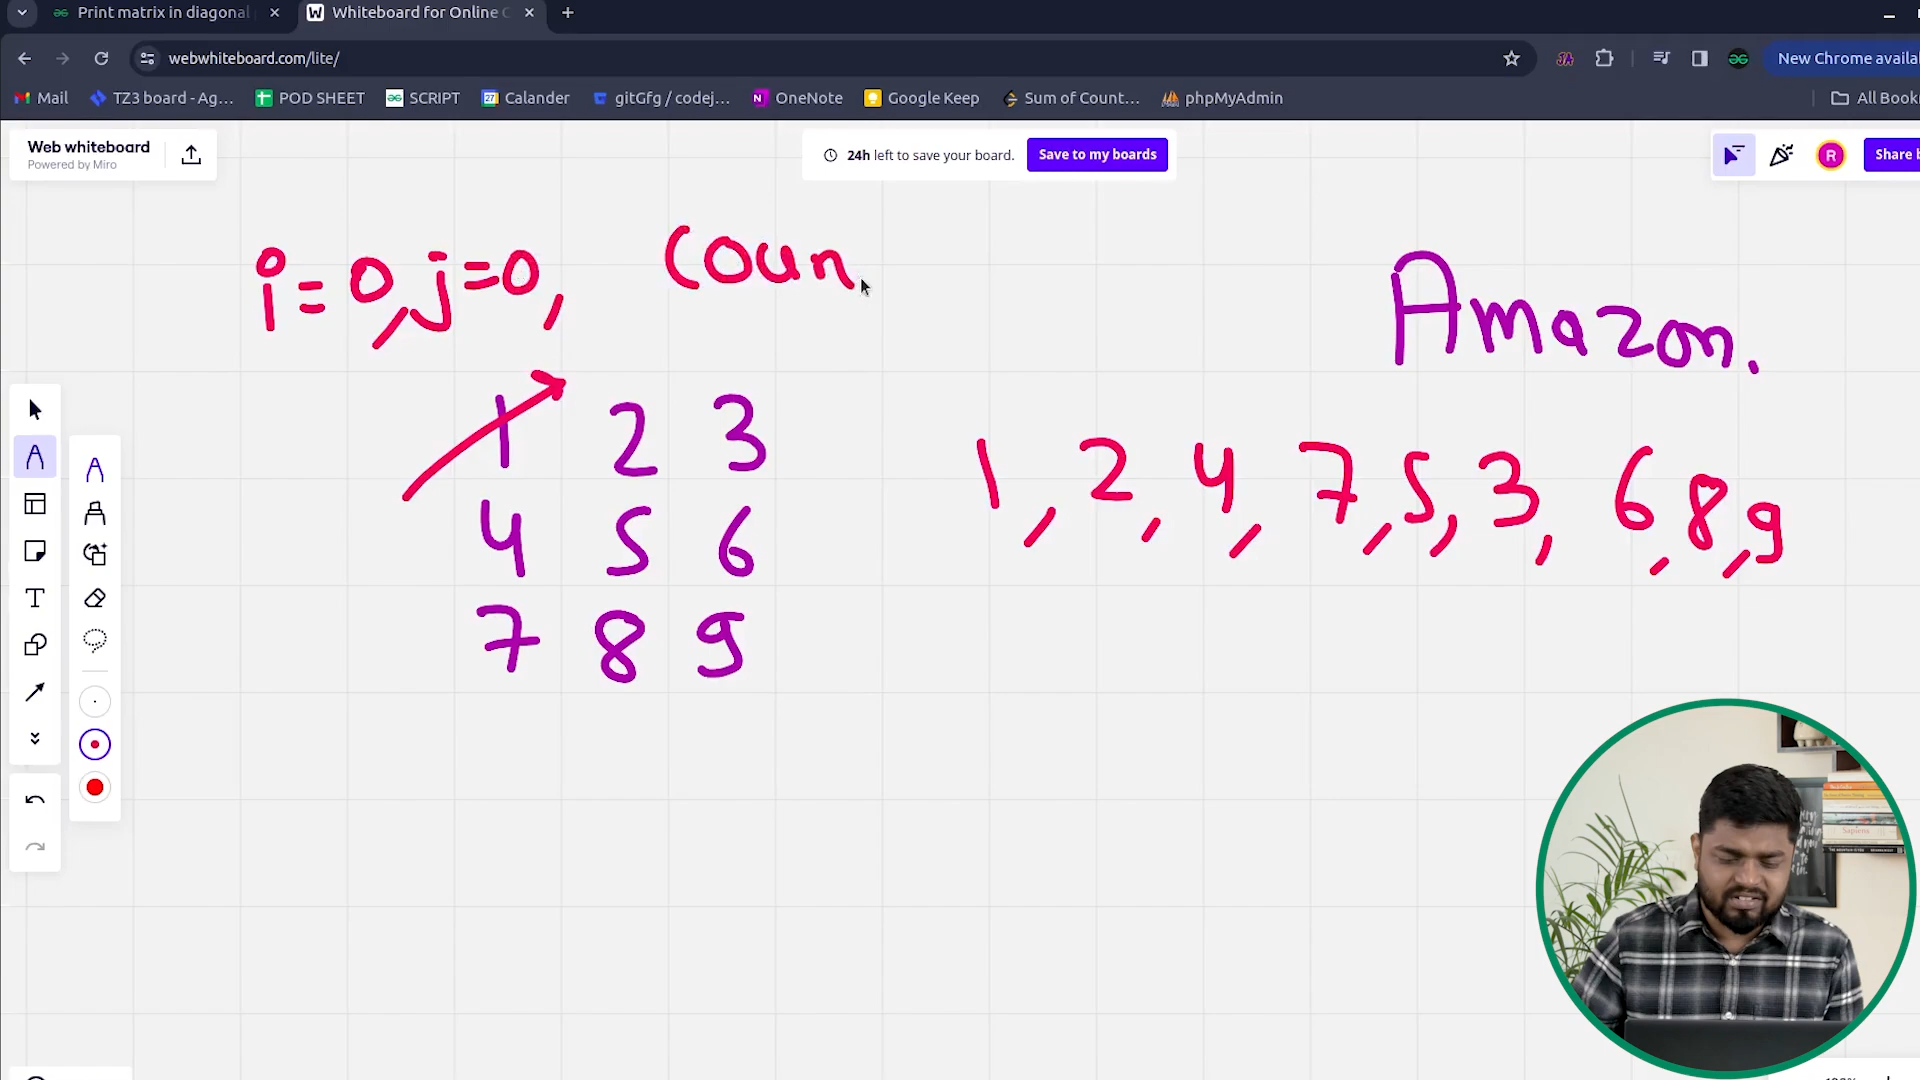 Print matrix in diagonal
Whiteboard for Online C
webwhiteboard.com/lite/
New Chrome availa
Mail
TZ3 board - Ag...
POD SHEET
SCRIPT
Calander
gitGfg / codej...
OneNote
Google Keep
Sum of Count...
phpMyAdmin
All Book
Web whiteboard
Powered by Miro
24h left to save your board.
Save to my boards
R
Share b
i=0,j=0, Coun
Amazon.
1 2 3
4 5 6
7 8 9
1, 2, 4, 7, 5, 3, 6, 8, 9
Sapiens